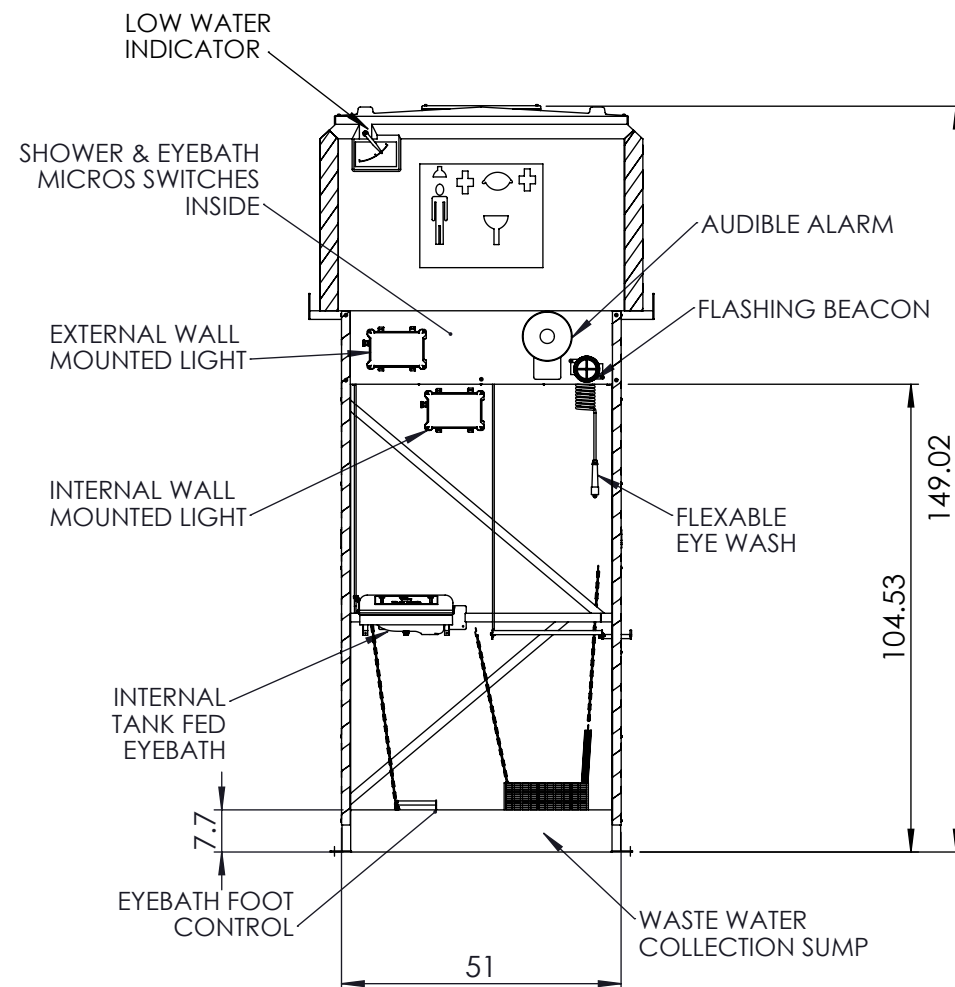 LOW WATER
INDICATOR
SHOWER & EYEBATH
MICROS SWITCHES
INSIDE
AUDIBLE ALARM
FLASHING BEACON
EXTERNAL WALL
MOUNTED LIGHT
INTERNAL WALL
MOUNTED LIGHT
FLEXABLE
EYE WASH
149.02
104.53
INTERNAL
TANK FED
EYEBATH
7.7
EYEBATH FOOT
CONTROL
WASTE WATER
COLLECTION SUMP
51